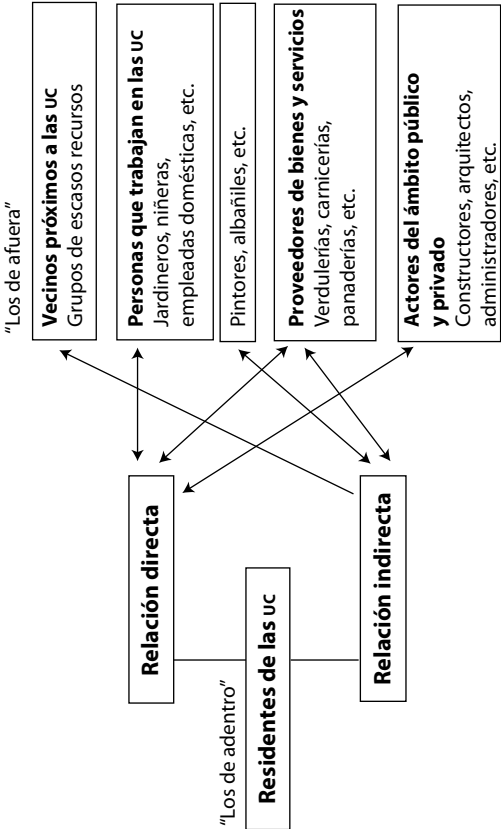 "Los de afuera"
Vecinos próximos a las UC
Grupos de escasos recursos
Personas que trabajan en las UC
Jardineros, niñeras,
empleadas domésticas, etc.
Pintores, albañiles, etc.
Proveedores de bienes y servicios
Verdulerías, carnicerías,
panaderías, etc.
Actores del ámbito público
y privado
Constructores, arquitectos,
administradores, etc.
Relación directa
Relación indirecta
"Los de adentro"
Residentes de las UC